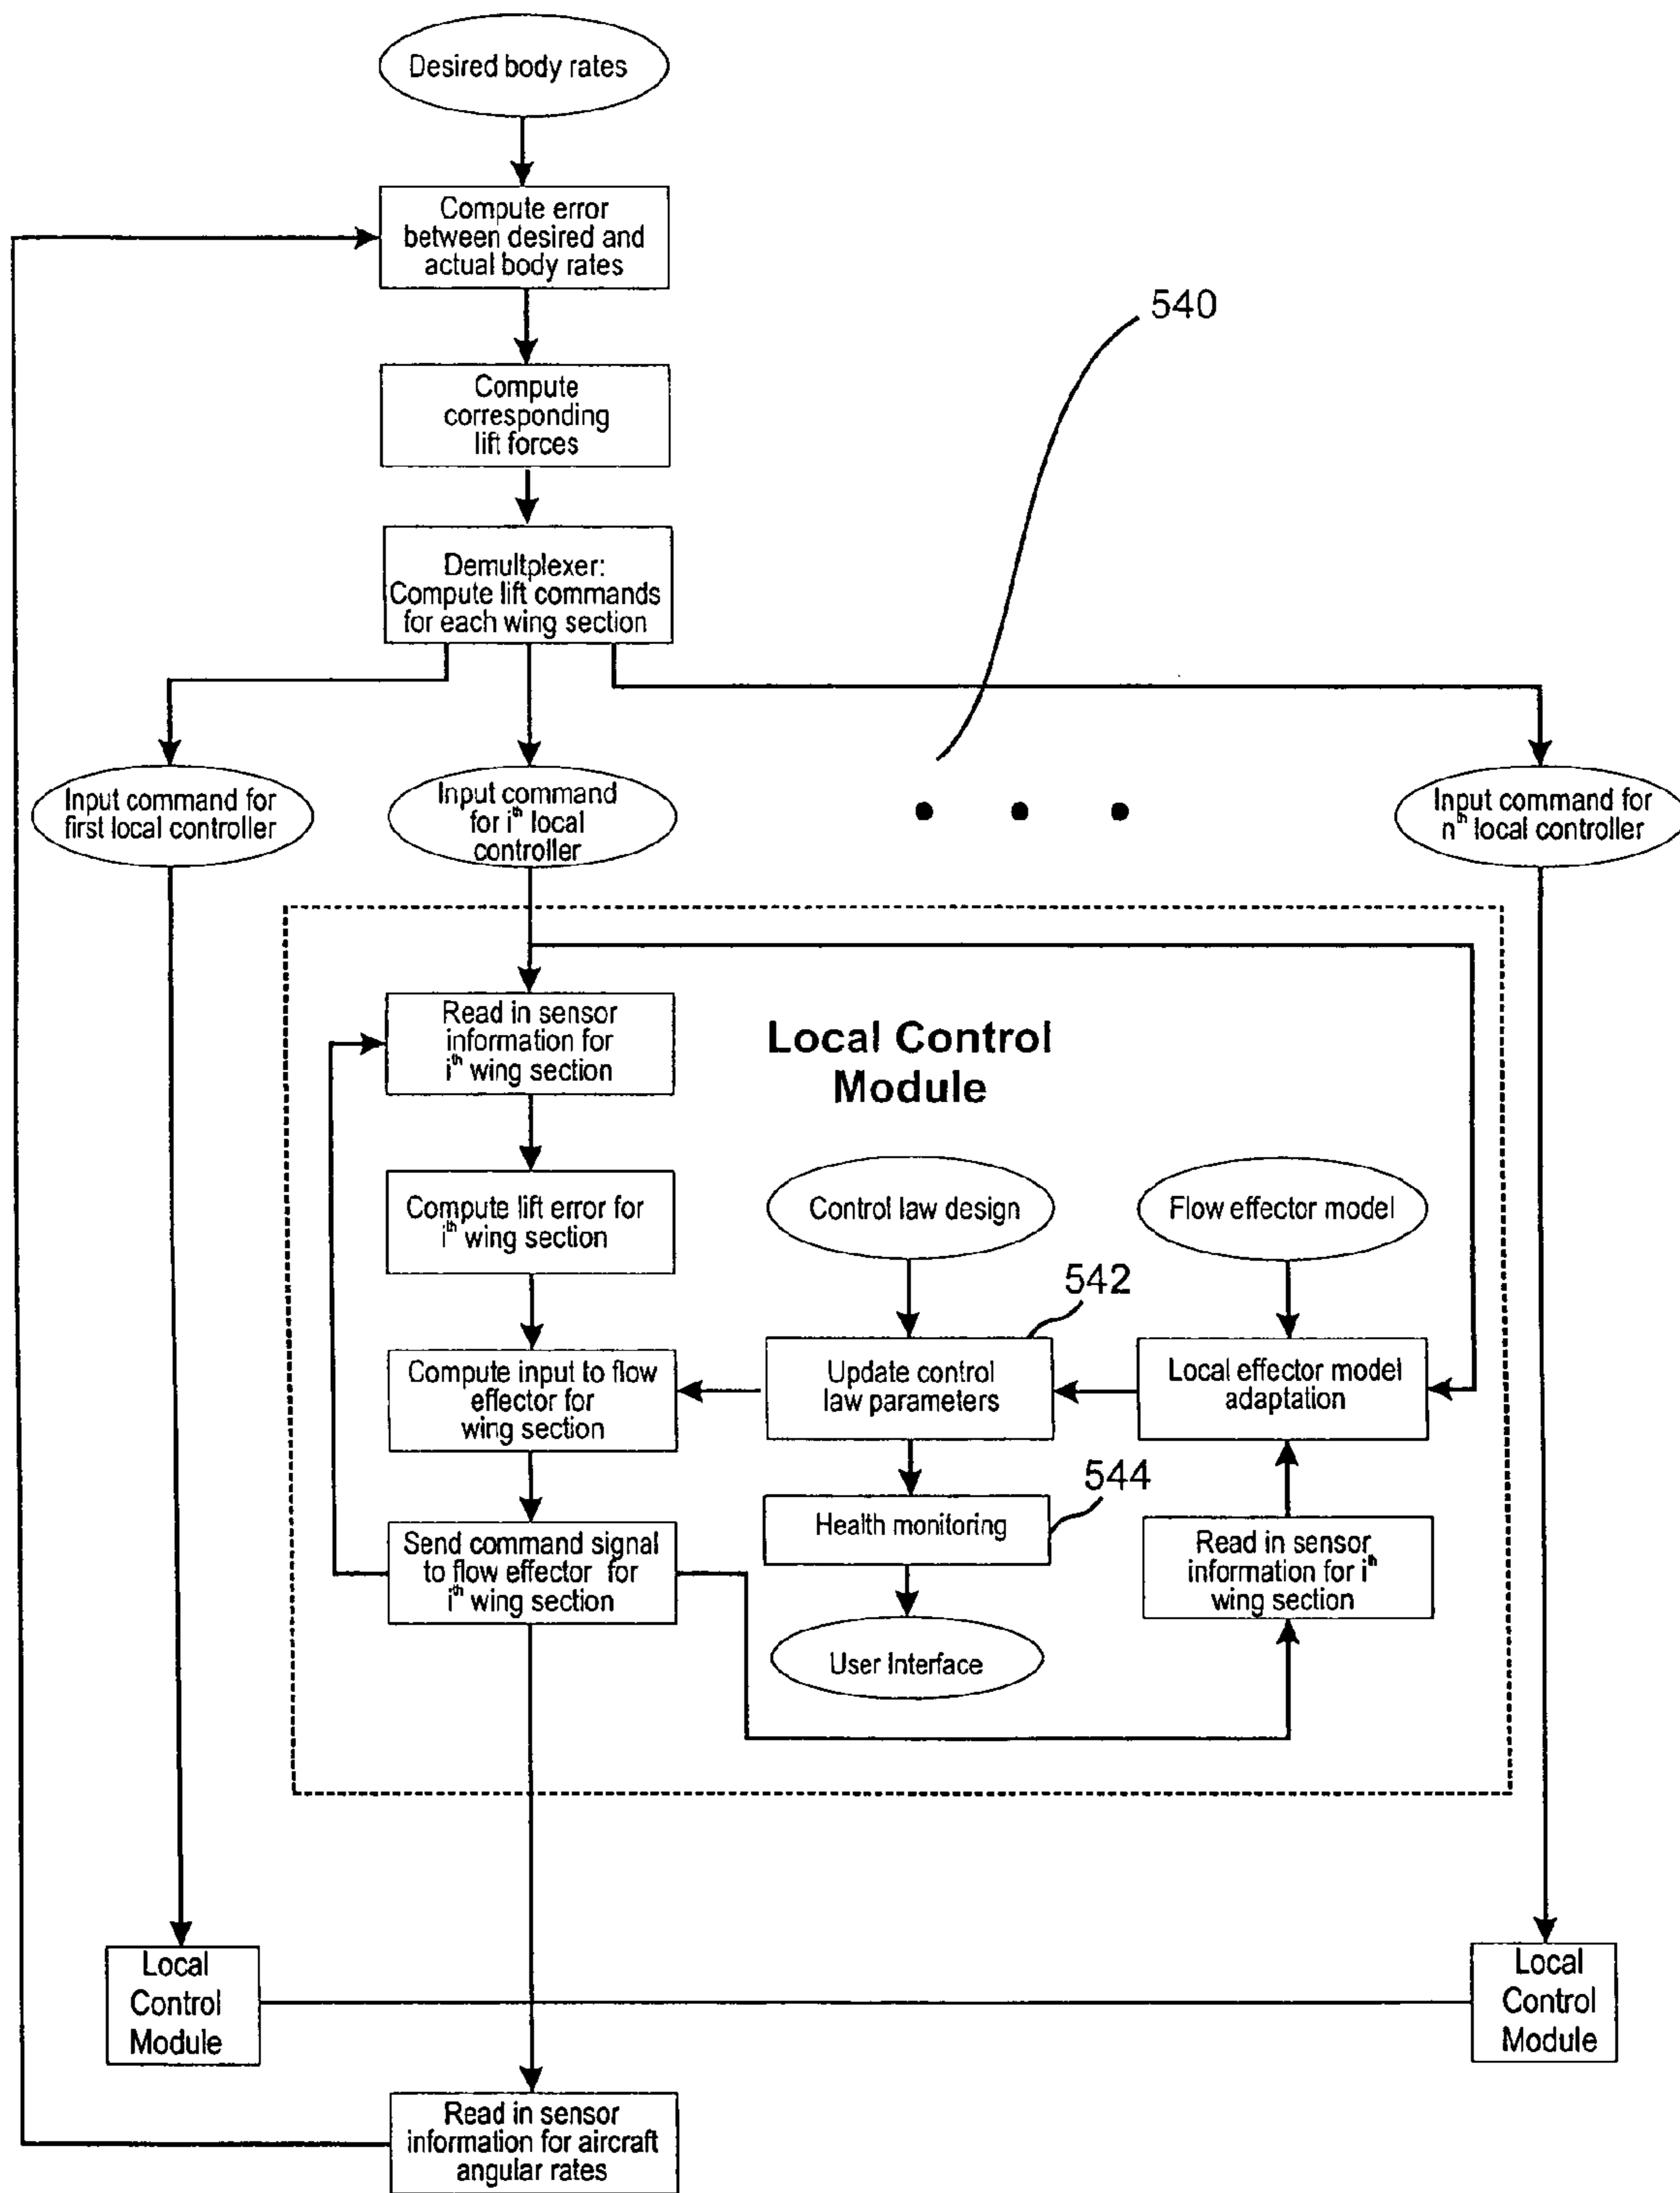 Desired body rates
Compute error
between desired and
actual body rates
540
Compute
corresponding
lift forces
Demultplexer:
Compute lift commands
for each wing section
Input command for
first local controller
Input command
for iᵗʰ local
controller
• • •
Input command for
nᵗʰ local controller
Read in sensor
information for
iᵗʰ wing section
Local Control
Module
Compute lift error for
iᵗʰ wing section
Control law design
Flow effector model
542
Compute input to flow
effector for
wing section
Update control
law parameters
Local effector model
adaptation
544
Send command signal
to flow effector for
iᵗʰ wing section
Health monitoring
Read in sensor
information for iᵗʰ
wing section
User Interface
Local
Control
Module
Local
Control
Module
Read in sensor
information for aircraft
angular rates